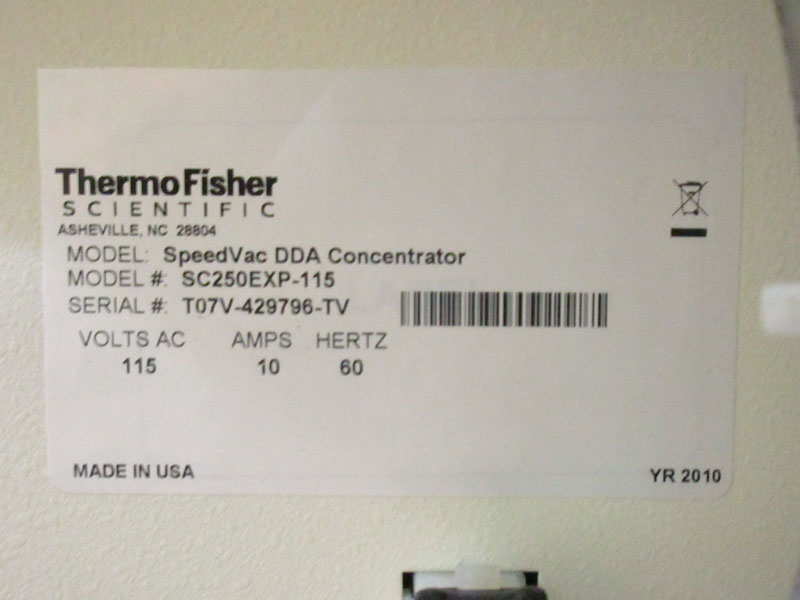 ThermoFisher
SCIENTIFIC
ASHEVILLE, NC 28804
MODEL: SpeedVac DDA Concentrator
MODEL #: SC250EXP-115
SERIAL #: T07V-429796-TV
VOLTS AC AMPS HERTZ
115 10 60
MADE IN USA YR 2010